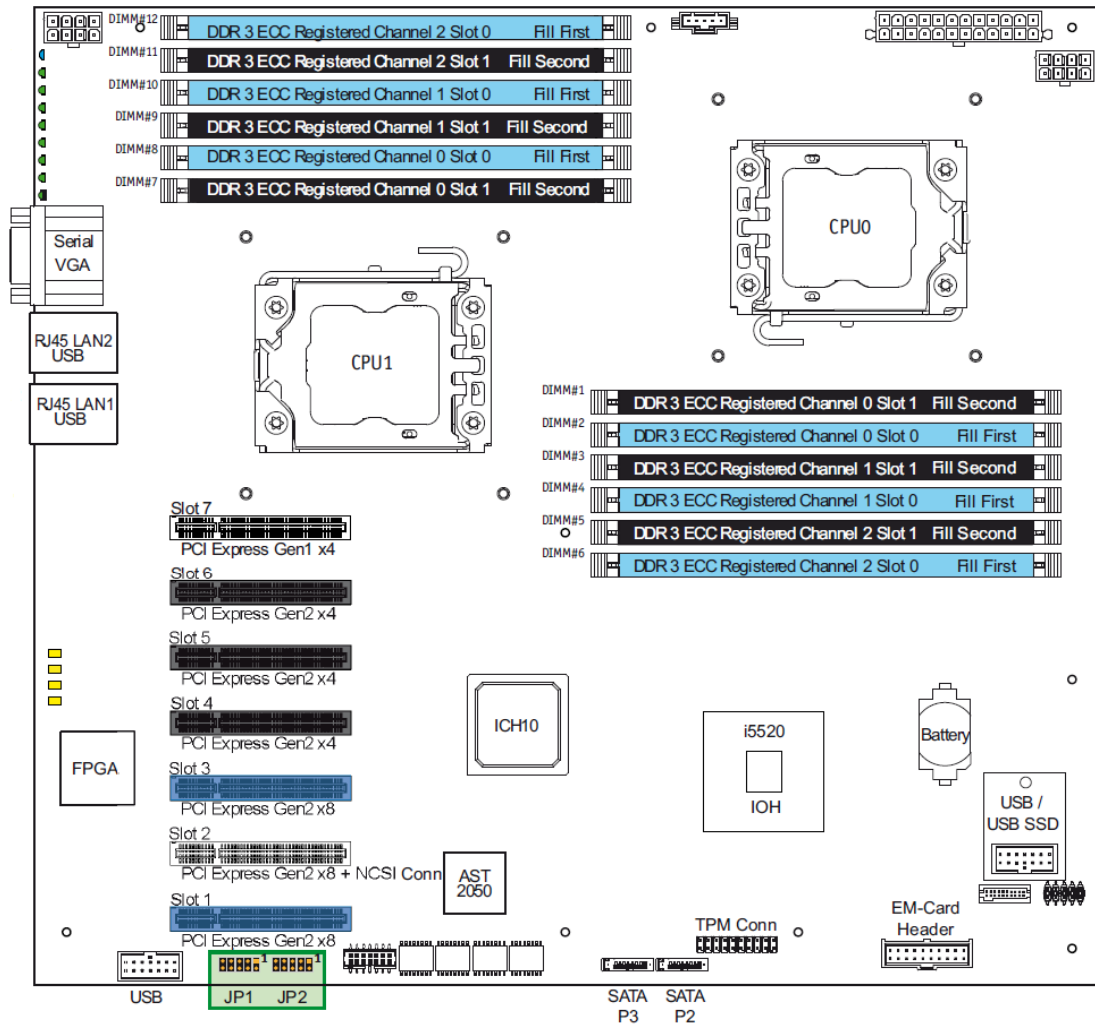 DIMM#12
DDR 3 ECC Registered Channel 2 Slot 0 Fill First
DIMM#11
DDR 3 ECC Registered Channel 2 Slot 1 Fill Second
DIMM#10
DDR 3 ECC Registered Channel 1 Slot 0 Fill First
DIMM#9
DDR 3 ECC Registered Channel 1 Slot 1 Fill Second
DIMM#8
DDR 3 ECC Registered Channel 0 Slot 0 Fill First
DIMM#7
DDR 3 ECC Registered Channel 0 Slot 1 Fill Second
CPU0
Serial
VGA
RJ45 LAN2
USB
RJ45 LAN1
USB
CPU1
DIMM#1
DDR 3 ECC Registered Channel 0 Slot 1 Fill Second
DIMM#2
DDR 3 ECC Registered Channel 0 Slot 0 Fill First
DIMM#3
DDR 3 ECC Registered Channel 1 Slot 1 Fill Second
DIMM#4
DDR 3 ECC Registered Channel 1 Slot 0 Fill First
DIMM#5
DDR 3 ECC Registered Channel 2 Slot 1 Fill Second
DIMM#6
DDR 3 ECC Registered Channel 2 Slot 0 Fill First
Slot 7
PCI Express Gen1 x4
Slot 6
PCI Express Gen2 x4
Slot 5
PCI Express Gen2 x4
Slot 4
PCI Express Gen2 x4
Slot 3
PCI Express Gen2 x8
Slot 2
PCI Express Gen2 x8 + NCSI Conn
Slot 1
PCI Express Gen2 x8
FPGA
ICH10
i5520
IOH
Battery
USB /
USB SSD
AST
2050
TPM Conn
EM-Card
Header
USB
1
JP1
1
JP2
SATA
P3
SATA
P2